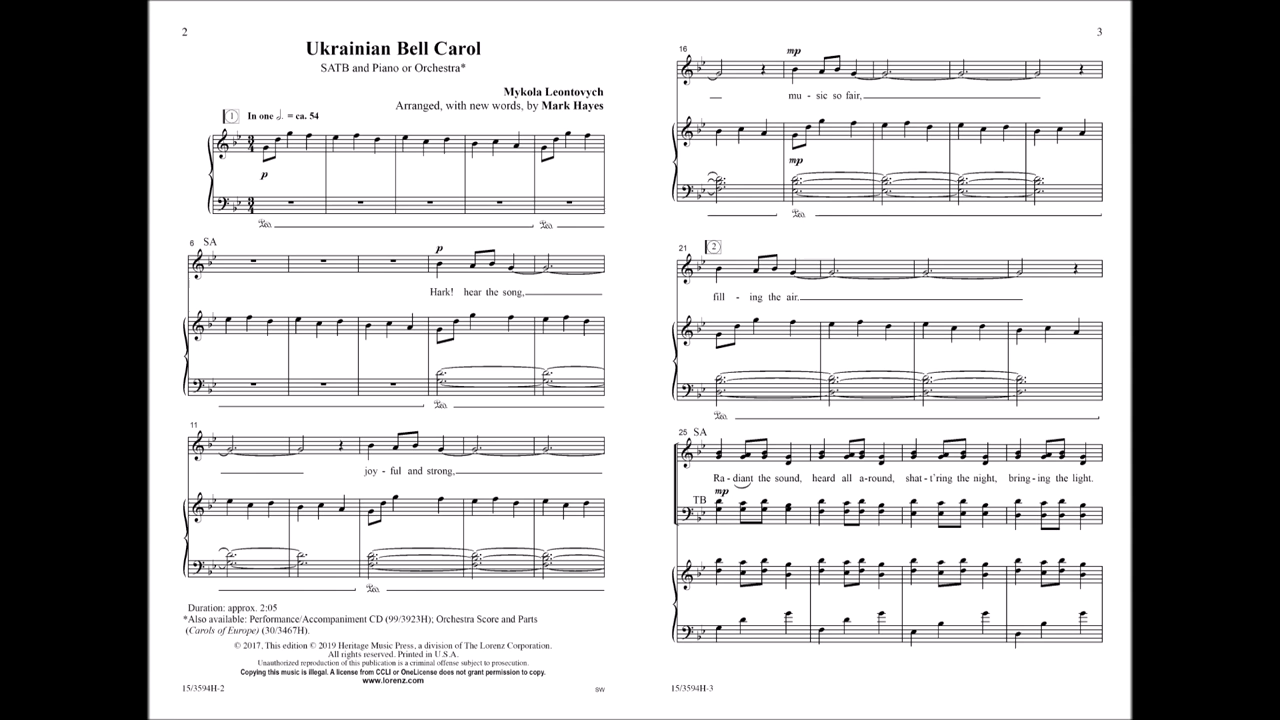 2
Ukrainian Bell Carol
SATB and Piano or Orchestra*
Mykola Leontovych
Arranged, with new words, by Mark Hayes
1 In one 𝅗𝅥. = ca. 54
p
6 SA
p
Hark! hear the song,
11
joy - ful and strong,
Duration: approx. 2:05
*Also available: Performance/Accompaniment CD (99/3923H); Orchestra Score and Parts
(Carols of Europe) (30/3467H).
© 2017, This edition © 2019 Heritage Music Press, a division of The Lorenz Corporation.
All rights reserved. Printed in U.S.A.
Unauthorized reproduction of this publication is a criminal offense subject to prosecution.
Copying this music is illegal. A license from CCLI or OneLicense does not grant permission to copy.
www.lorenz.com
15/3594H-2
BW
3
16
mp
mu - sic so fair,
mp
21 2
fill - ing the air.
25 SA
Ra - diant the sound, heard all a-round, shat-t'ring the night, bring-ing the light.
mp
TB
15/3594H-3